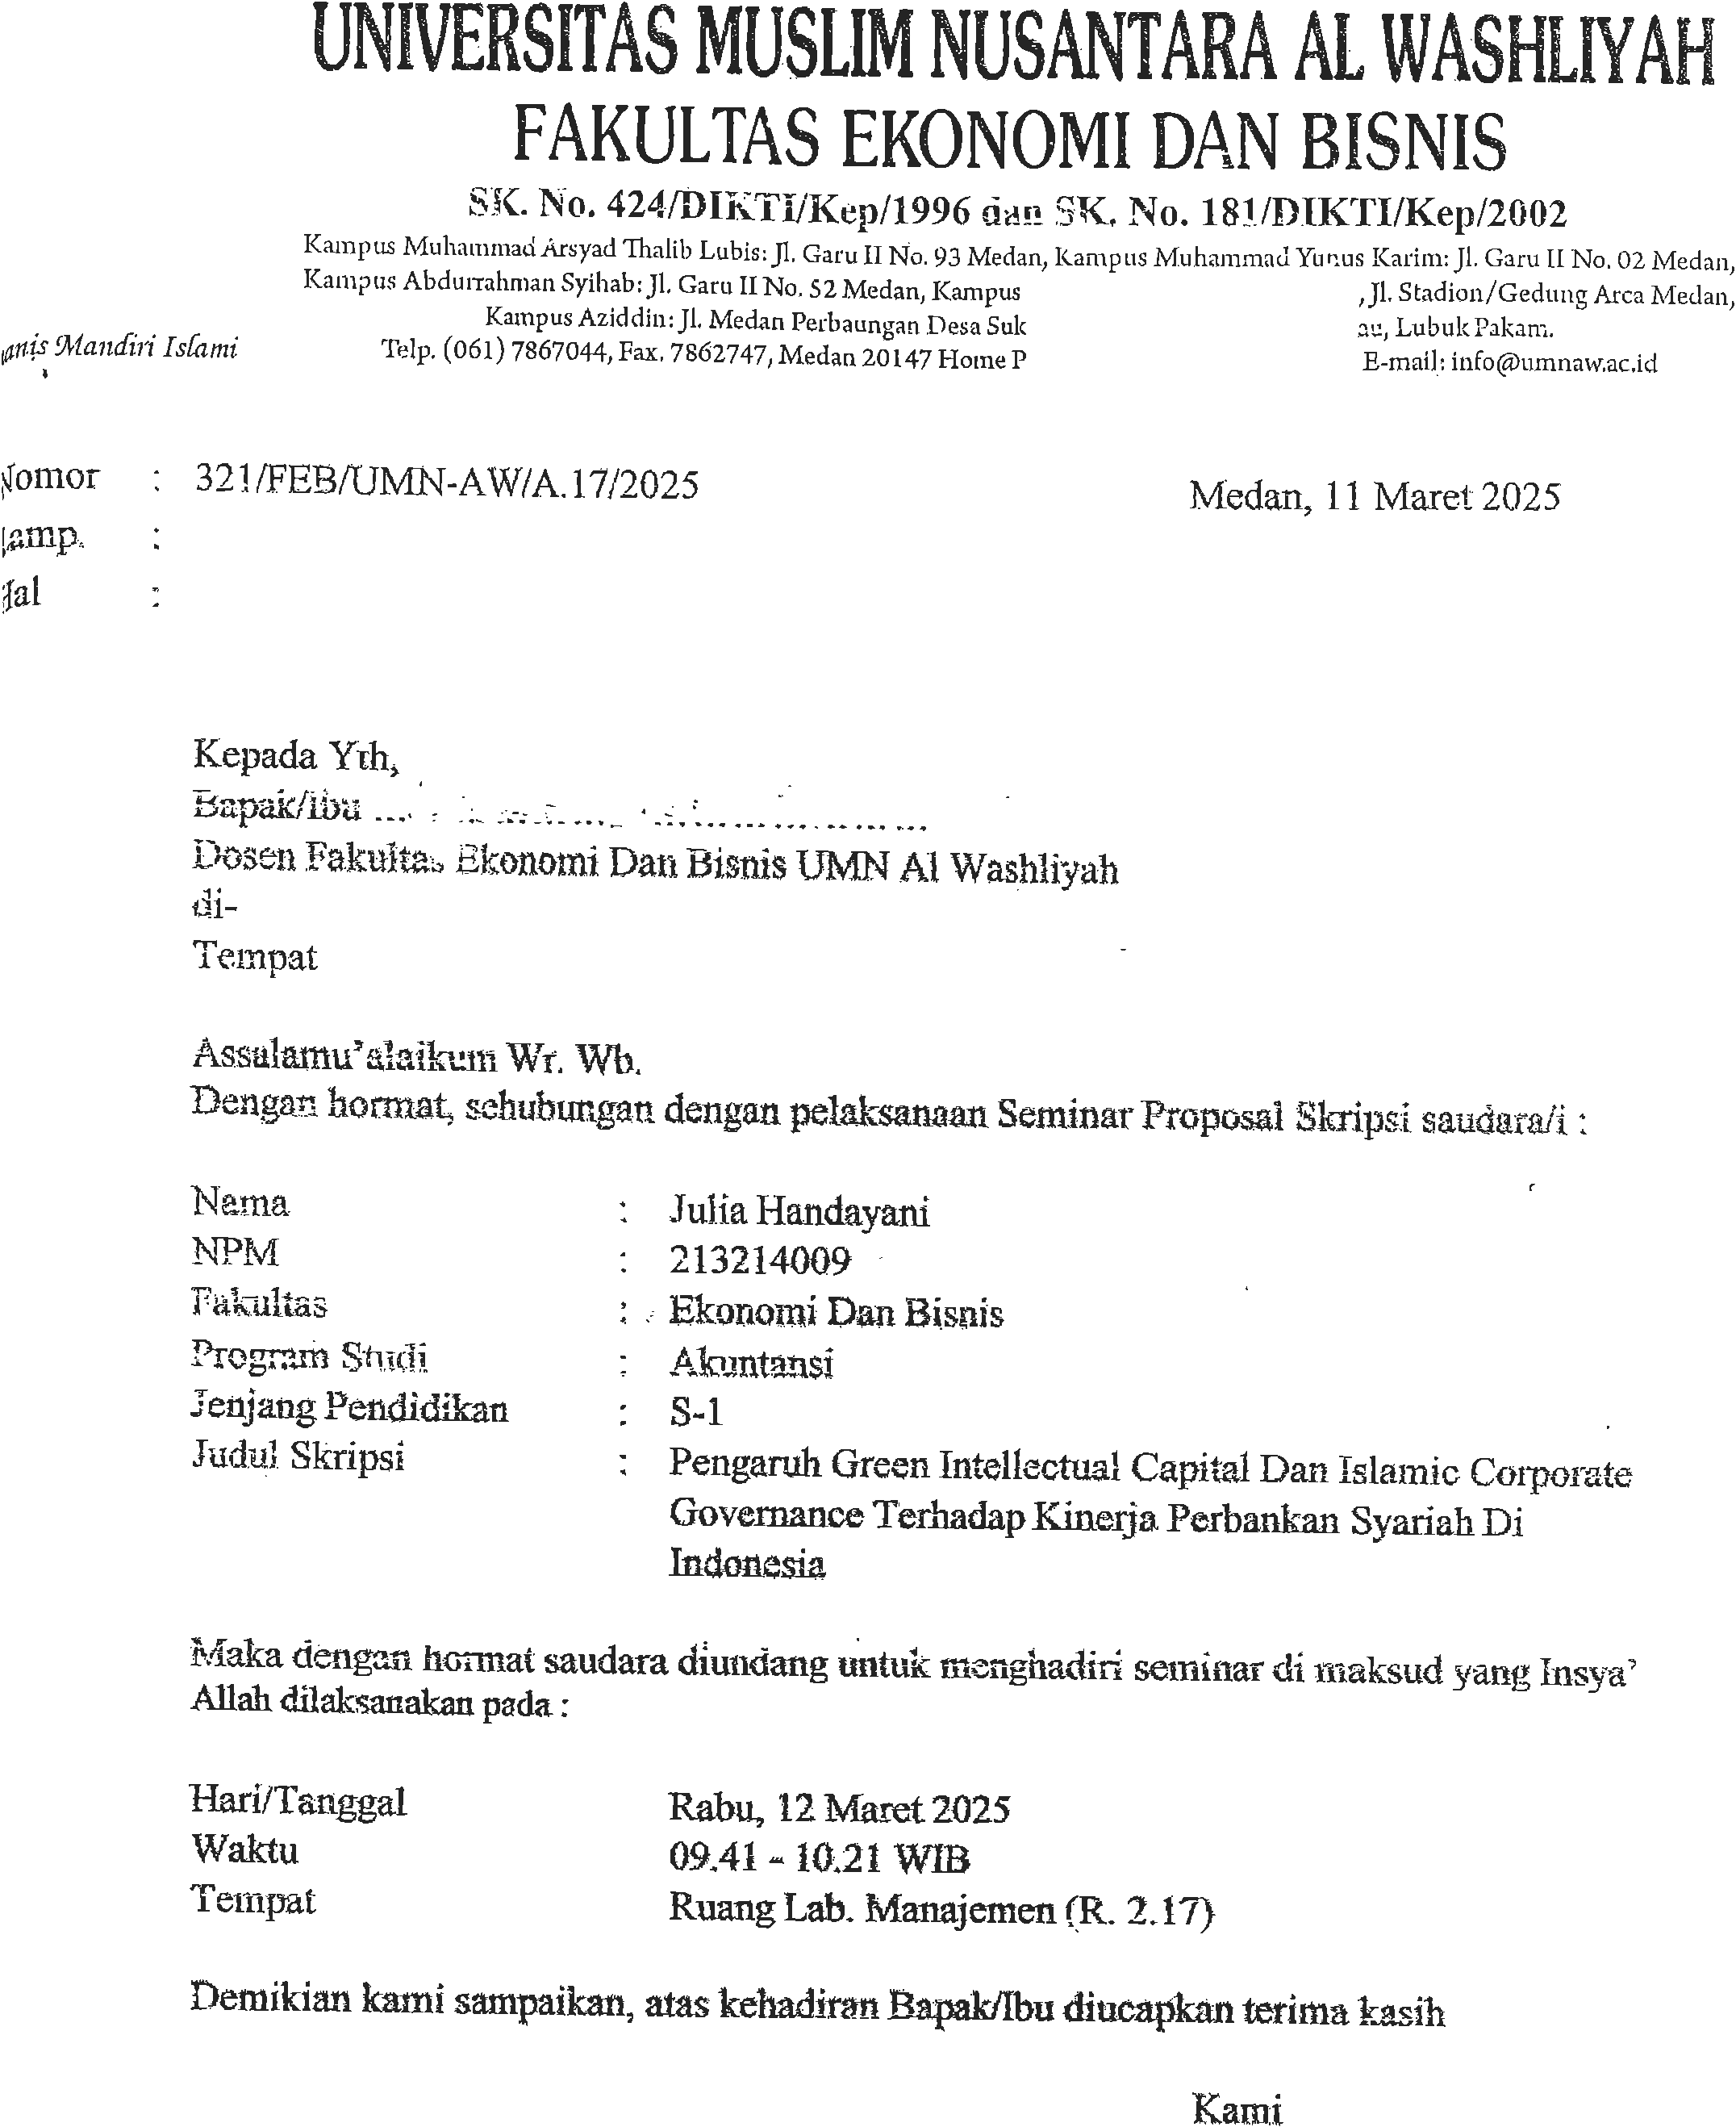 UNIVERSITAS MUSLIM NUSANTARA AL WASHLIYAH
FAKULTAS EKONOMI DAN BISNIS
SK. No. 424/DIKTI/Kep/1996 dan SK. No. 181/DIKTI/Kep/2002
Kampus Muhammad Arsyad Thalib Lubis: Jl. Garu II No. 93 Medan, Kampus Muhammad Yunus Karim: Jl. Garu II No. 02 Medan,
Kampus Abdurrahman Syihab: Jl. Garu II No. 52 Medan, Kampus , Jl. Stadion/Gedung Arca Medan,
Kampus Aziddin: Jl. Medan Perbaungan Desa Suk au, Lubuk Pakam.
Mandiri Islami Telp. (061) 7867044, Fax. 7862747, Medan 20147 Home P E-mail: info@umnaw.ac.id
Nomor : 321/FEB/UMN-AW/A.17/2025 Medan, 11 Maret 2025
Lamp. :
Hal :
Kepada Yth,
Bapak/Ibu
Dosen Fakultas Ekonomi Dan Bisnis UMN Al Washliyah
di-
Tempat
Assalamu'alaikum Wr. Wb.
Dengan hormat, sehubungan dengan pelaksanaan Seminar Proposal Skripsi saudara/i :
Nama : Julia Handayani
NPM : 213214009
Fakultas : Ekonomi Dan Bisnis
Program Studi : Akuntansi
Jenjang Pendidikan : S-1
Judul Skripsi : Pengaruh Green Intellectual Capital Dan Islamic Corporate
Governance Terhadap Kinerja Perbankan Syariah Di
Indonesia
Maka dengan hormat saudara diundang untuk menghadiri seminar di maksud yang Insya'
Allah dilaksanakan pada :
Hari/Tanggal Rabu, 12 Maret 2025
Waktu 09.41 - 10.21 WIB
Tempat Ruang Lab. Manajemen (R. 2.17)
Demikian kami sampaikan, atas kehadiran Bapak/Ibu diucapkan terima kasih
Kami